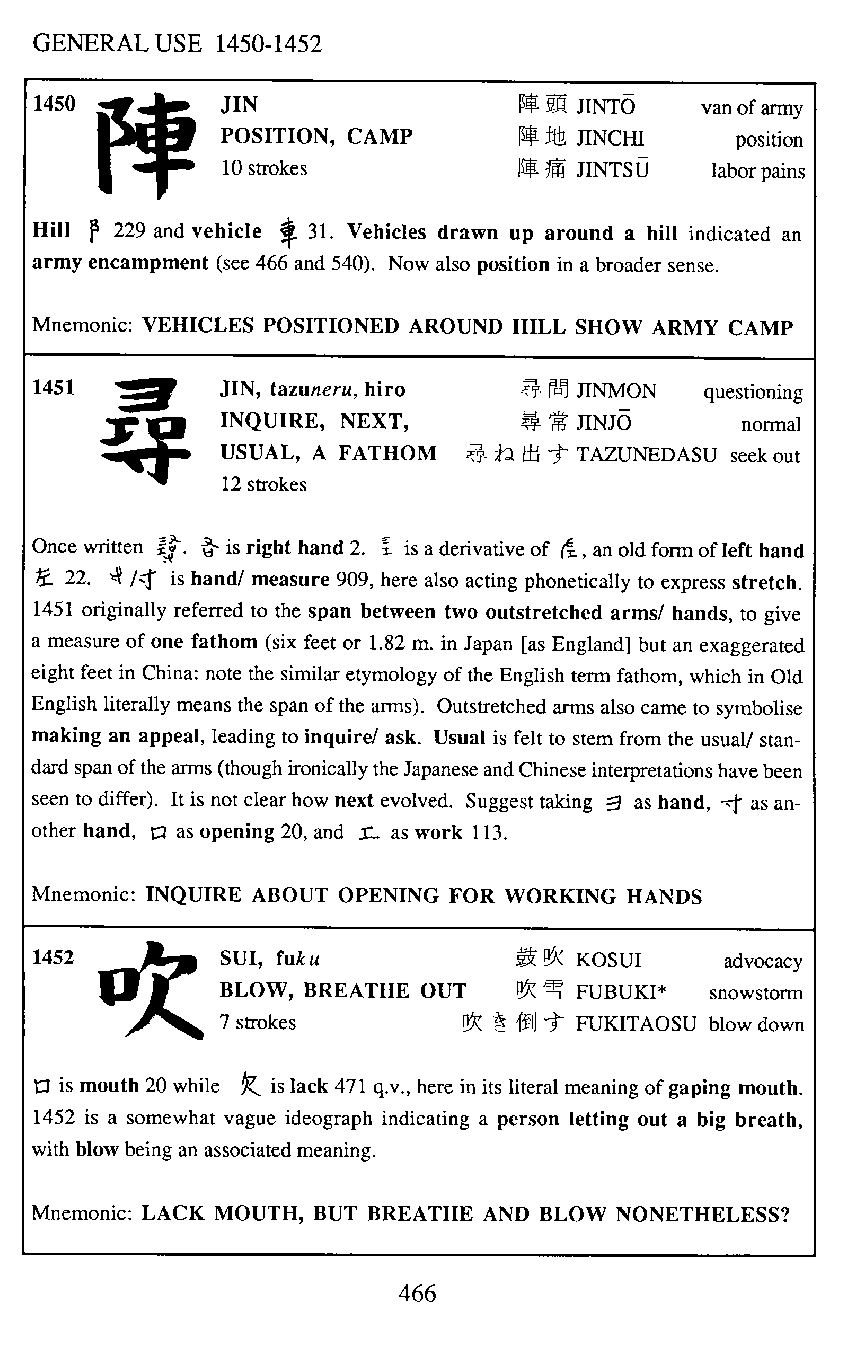 GENERAL USE 1450-1452
1450 陣 JIN 陣頭 JINTŌ van of army
POSITION, CAMP 陣地 JINCHI position
10 strokes 陣痛 JINTSŪ labor pains
Hill 阝 229 and vehicle 車 31. Vehicles drawn up around a hill indicated an
army encampment (see 466 and 540). Now also position in a broader sense.
Mnemonic: VEHICLES POSITIONED AROUND HILL SHOW ARMY CAMP
1451 尋 JIN, tazuneru, hiro 尋問 JINMON questioning
INQUIRE, NEXT, 尋常 JINJŌ normal
USUAL, A FATHOM 尋ね出す TAZUNEDASU seek out
12 strokes
Once written . is right hand 2. is a derivative of , an old form of left hand
左 22. / 寸 is hand/ measure 909, here also acting phonetically to express stretch.
1451 originally referred to the span between two outstretched arms/ hands, to give
a measure of one fathom (six feet or 1.82 m. in Japan [as England] but an exaggerated
eight feet in China: note the similar etymology of the English term fathom, which in Old
English literally means the span of the arms). Outstretched arms also came to symbolise
making an appeal, leading to inquire/ ask. Usual is felt to stem from the usual/ stan-
dard span of the arms (though ironically the Japanese and Chinese interpretations have been
seen to differ). It is not clear how next evolved. Suggest taking ヨ as hand, 寸 as an-
other hand, 口 as opening 20, and 工 as work 113.
Mnemonic: INQUIRE ABOUT OPENING FOR WORKING HANDS
1452 吹 SUI, fuku 鼓吹 KOSUI advocacy
BLOW, BREATHE OUT 吹雪 FUBUKI* snowstorm
7 strokes 吹き倒す FUKITAOSU blow down
口 is mouth 20 while 欠 is lack 471 q.v., here in its literal meaning of gaping mouth.
1452 is a somewhat vague ideograph indicating a person letting out a big breath,
with blow being an associated meaning.
Mnemonic: LACK MOUTH, BUT BREATHE AND BLOW NONETHELESS?
466